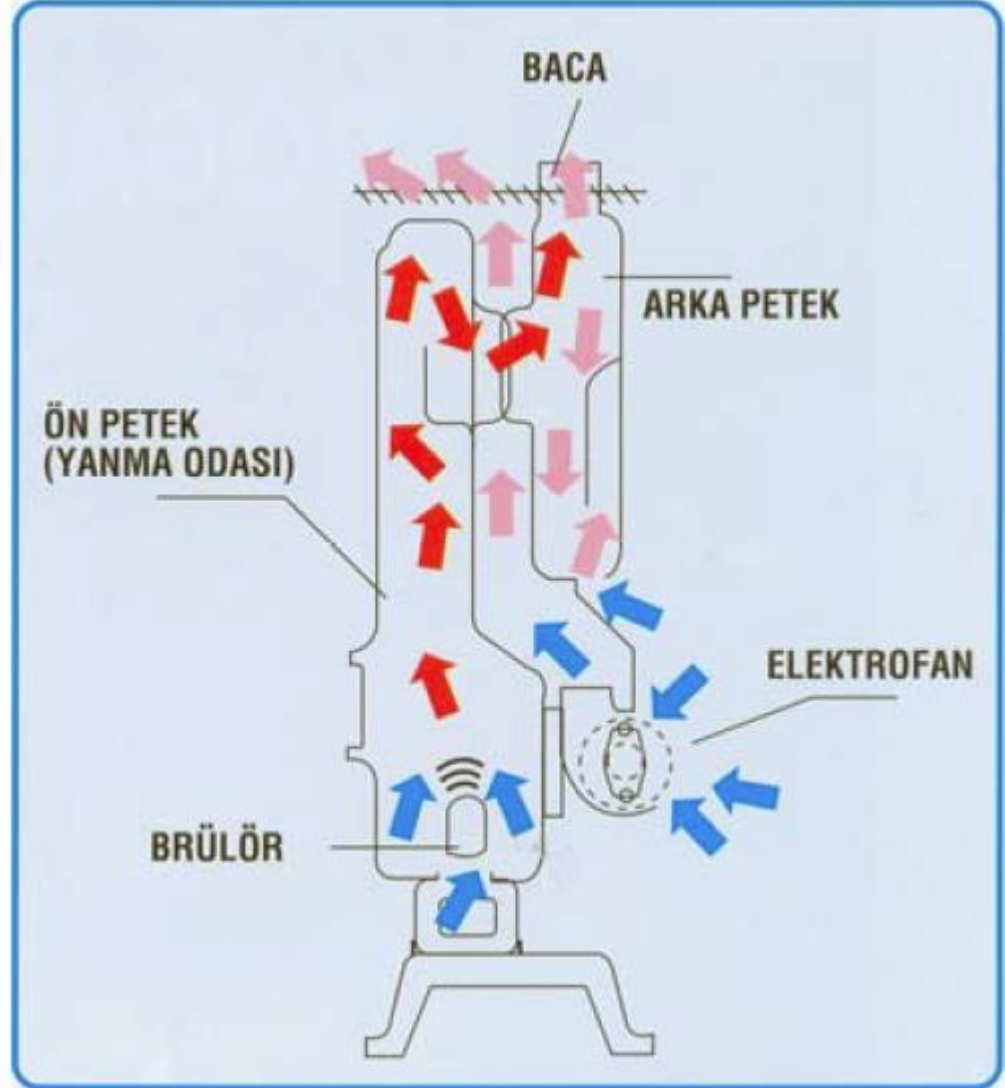 BACA
ARKA PETEK
ÖN PETEK
(YANMA ODASI)
ELEKTROFAN
BRÜLÖR